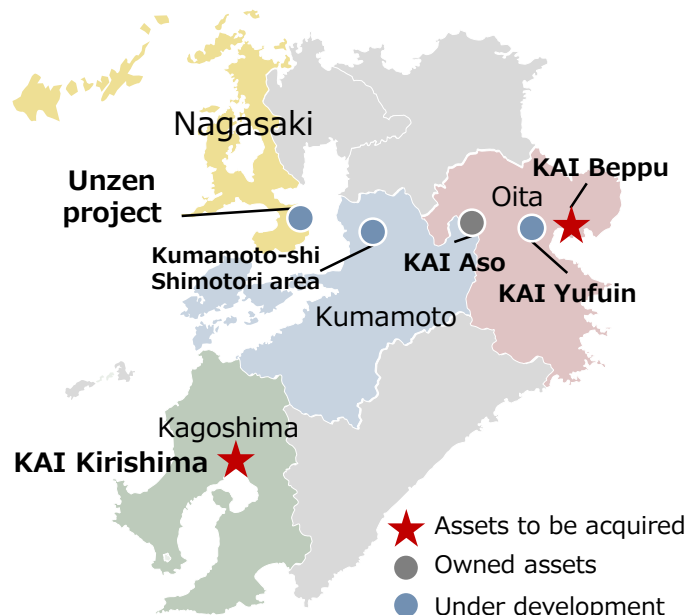 Nagasaki
KAI Beppu
Unzen
project
Oita
Kumamoto-shi
Shimotori area
KAI Aso
KAI Yufuin
Kumamoto
Kagoshima
KAI Kirishima
Assets to be acquired
Owned assets
Under development